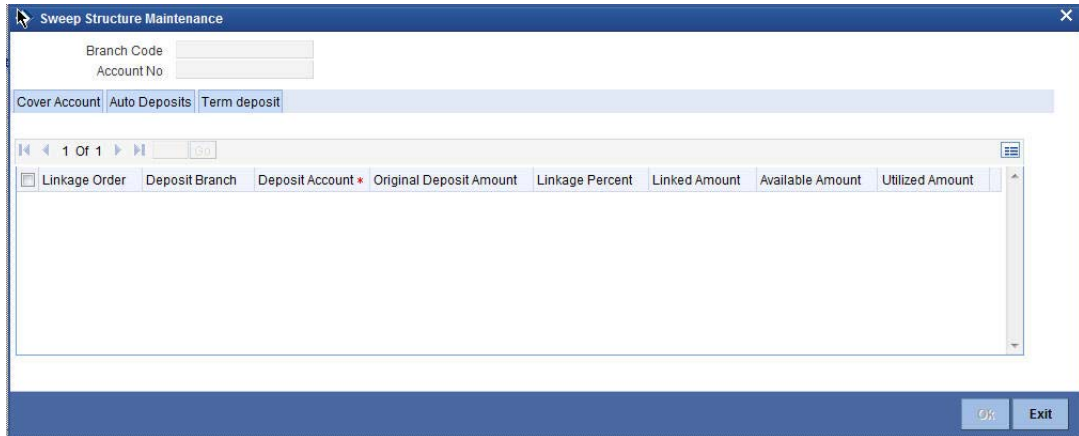 Sweep Structure Maintenance
Branch Code
Account No
Cover Account Auto Deposits Term deposit
1 Of 1 Go
Linkage Order Deposit Branch Deposit Account * Original Deposit Amount Linkage Percent Linked Amount Available Amount Utilized Amount
Ok Exit